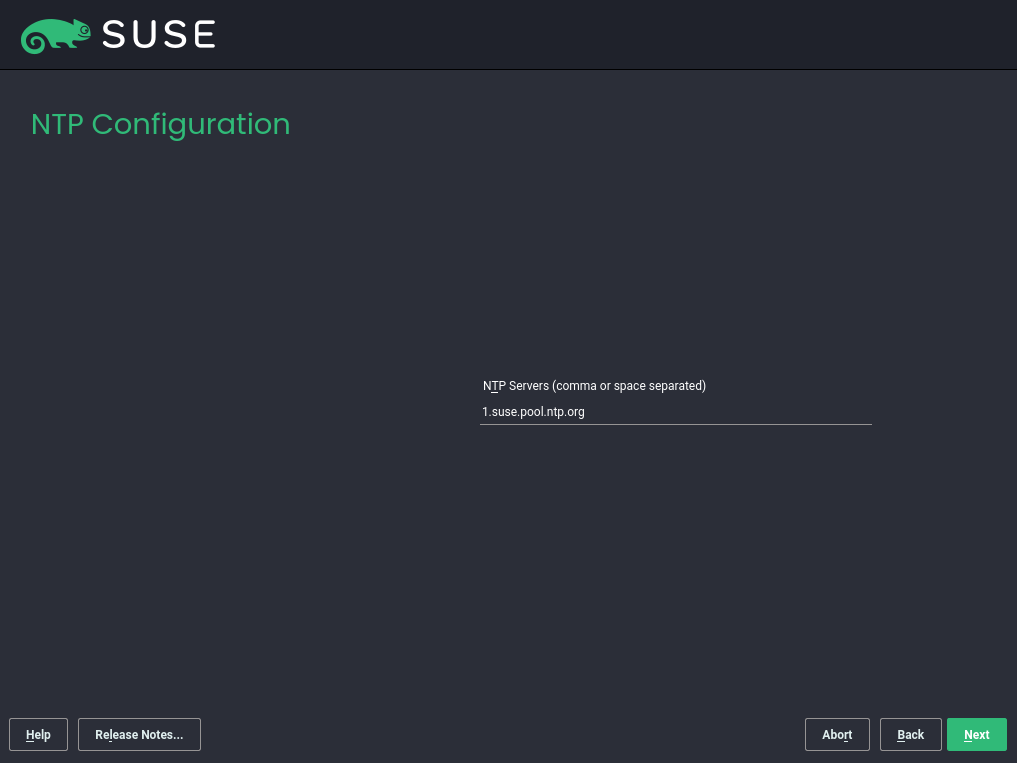 SUSE
NTP Configuration
NTP Servers (comma or space separated)
1.suse.pool.ntp.org
Help
Release Notes...
Abort
Back
Next